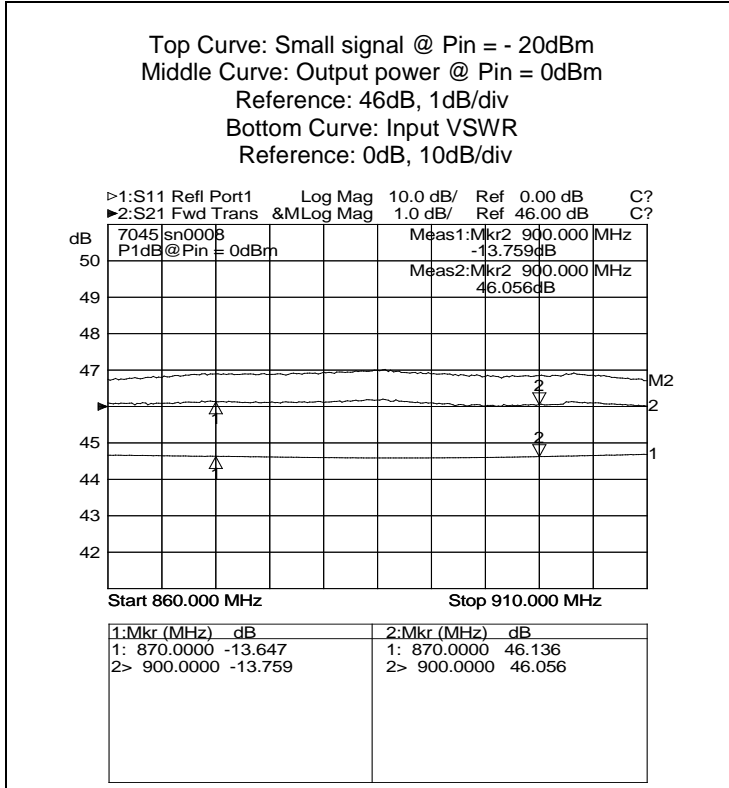 Top Curve: Small signal @ Pin = - 20dBm
Middle Curve: Output power @ Pin = 0dBm
Reference: 46dB, 1dB/div
Bottom Curve: Input VSWR
Reference: 0dB, 10dB/div
▷1:S11 Refl Port1 Log Mag 10.0 dB/ Ref 0.00 dB C?
►2:S21 Fwd Trans &MLog Mag 1.0 dB/ Ref 46.00 dB C?
dB
7045 sn0008 Meas1:Mkr2 900.000 MHz
P1dB@Pin = 0dBm -13.759dB
Meas2:Mkr2 900.000 MHz
46.056dB
50
49
48
47
M2
2
2
1
45
2
1
44
1
43
42
Start 860.000 MHz Stop 910.000 MHz
1:Mkr (MHz) dB 2:Mkr (MHz) dB
1: 870.0000 -13.647 1: 870.0000 46.136
2> 900.0000 -13.759 2> 900.0000 46.056